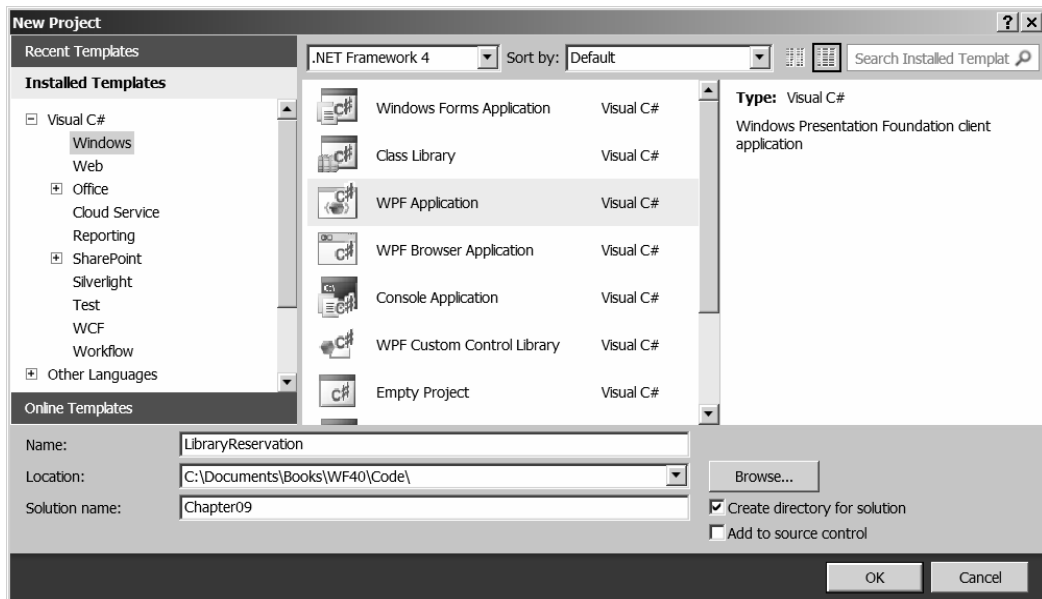 New Project
Recent Templates
Installed Templates
Visual C#
Windows
Web
Office
Cloud Service
Reporting
SharePoint
Silverlight
Test
WCF
Workflow
Other Languages
Online Templates
.NET Framework 4
Sort by: Default
Search Installed Templat
Windows Forms Application Visual C#
Class Library Visual C#
WPF Application Visual C#
WPF Browser Application Visual C#
Console Application Visual C#
WPF Custom Control Library Visual C#
Empty Project Visual C#
Type: Visual C#
Windows Presentation Foundation client
application
Name: LibraryReservation
Location: C:\Documents\Books\WF40\Code\
Browse...
Solution name: Chapter09
Create directory for solution
Add to source control
OK
Cancel